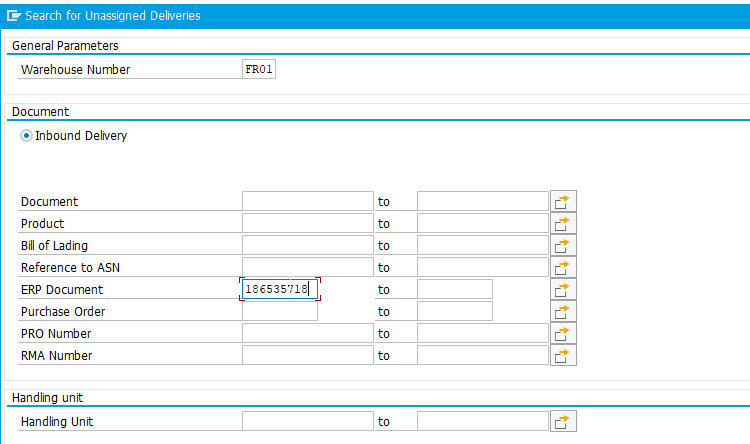 Search for Unassigned Deliveries
General Parameters
Warehouse Number FR01
Document
Inbound Delivery
Document to
Product to
Bill of Lading to
Reference to ASN to
ERP Document 186535718 to
Purchase Order to
PRO Number to
RMA Number to
Handling unit
Handling Unit to